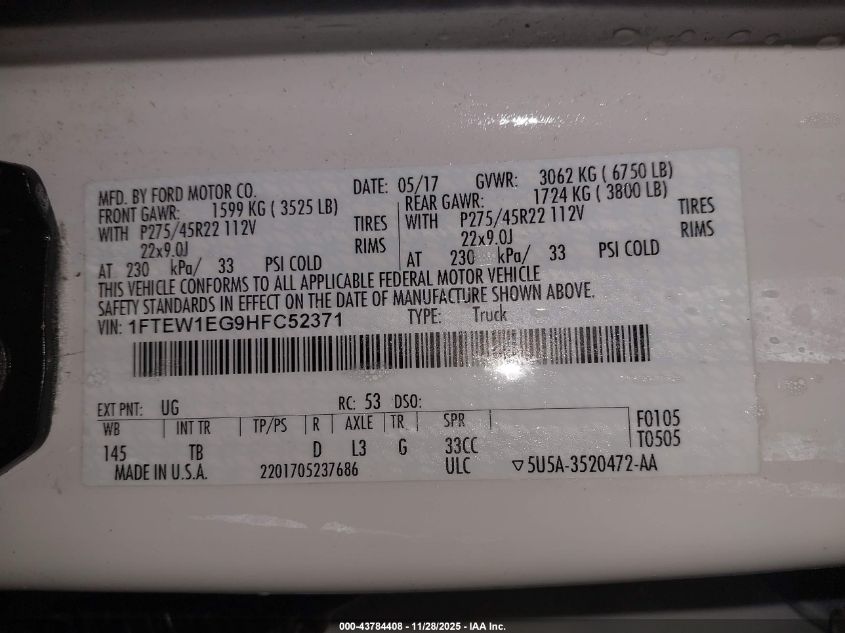 MFD. BY FORD MOTOR CO. DATE: 05/17 GVWR: 3062 KG ( 6750 LB)
FRONT GAWR: 1599 KG ( 3525 LB) REAR GAWR: 1724 KG ( 3800 LB)
WITH P275/45R22 112V TIRES WITH P275/45R22 112V TIRES
22x9.0J RIMS 22x9.0J RIMS
AT 230 kPa/ 33 PSI COLD AT 230 kPa/ 33 PSI COLD
THIS VEHICLE CONFORMS TO ALL APPLICABLE FEDERAL MOTOR VEHICLE
SAFETY STANDARDS IN EFFECT ON THE DATE OF MANUFACTURE SHOWN ABOVE.
VIN: 1FTEW1EG9HFC52371 TYPE: Truck
EXT PNT: UG RC: 53 DSO:
WB INT TR TP/PS R AXLE TR SPR F0105
145 TB D L3 G 33CC T0505
MADE IN U.S.A. 2201705237686 ULC ▽5U5A-3520472-AA
000-43784408 - 11/28/2025 - IAA Inc.